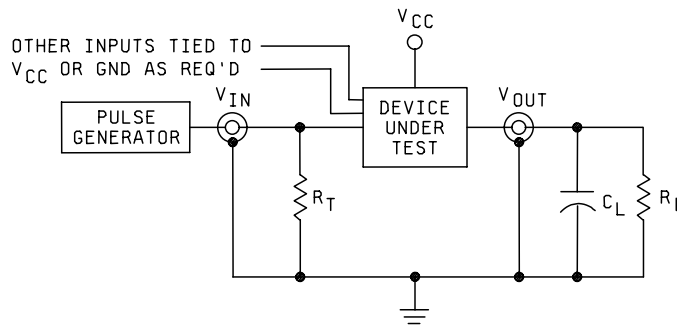 VCC
OTHER INPUTS TIED TO
VCC OR GND AS REQ'D
VIN
VOUT
PULSE
GENERATOR
DEVICE
UNDER
TEST
RT
CL